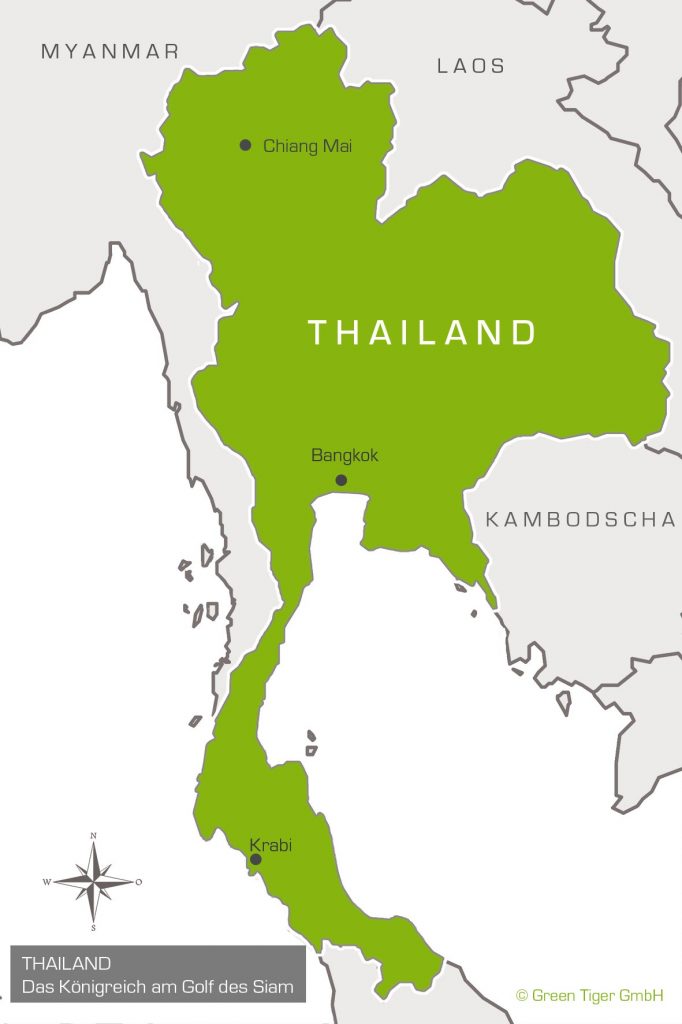 MYANMAR
LAOS
Chiang Mai
THAILAND
Bangkok
KAMBODSCHA
Krabi
N
W
O
S
THAILAND
Das Königreich am Golf des Siam
© Green Tiger GmbH